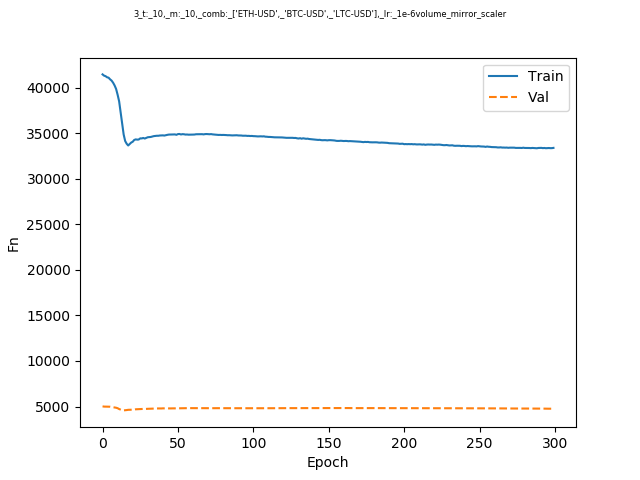 3_t:_10,_m:_10,_comb:_['ETH-USD',_'BTC-USD',_'LTC-USD'],_lr:_1e-6volume_mirror_scaler
Train
Val
40000
35000
30000
25000
20000
15000
10000
5000
Fn
0 50 100 150 200 250 300
Epoch